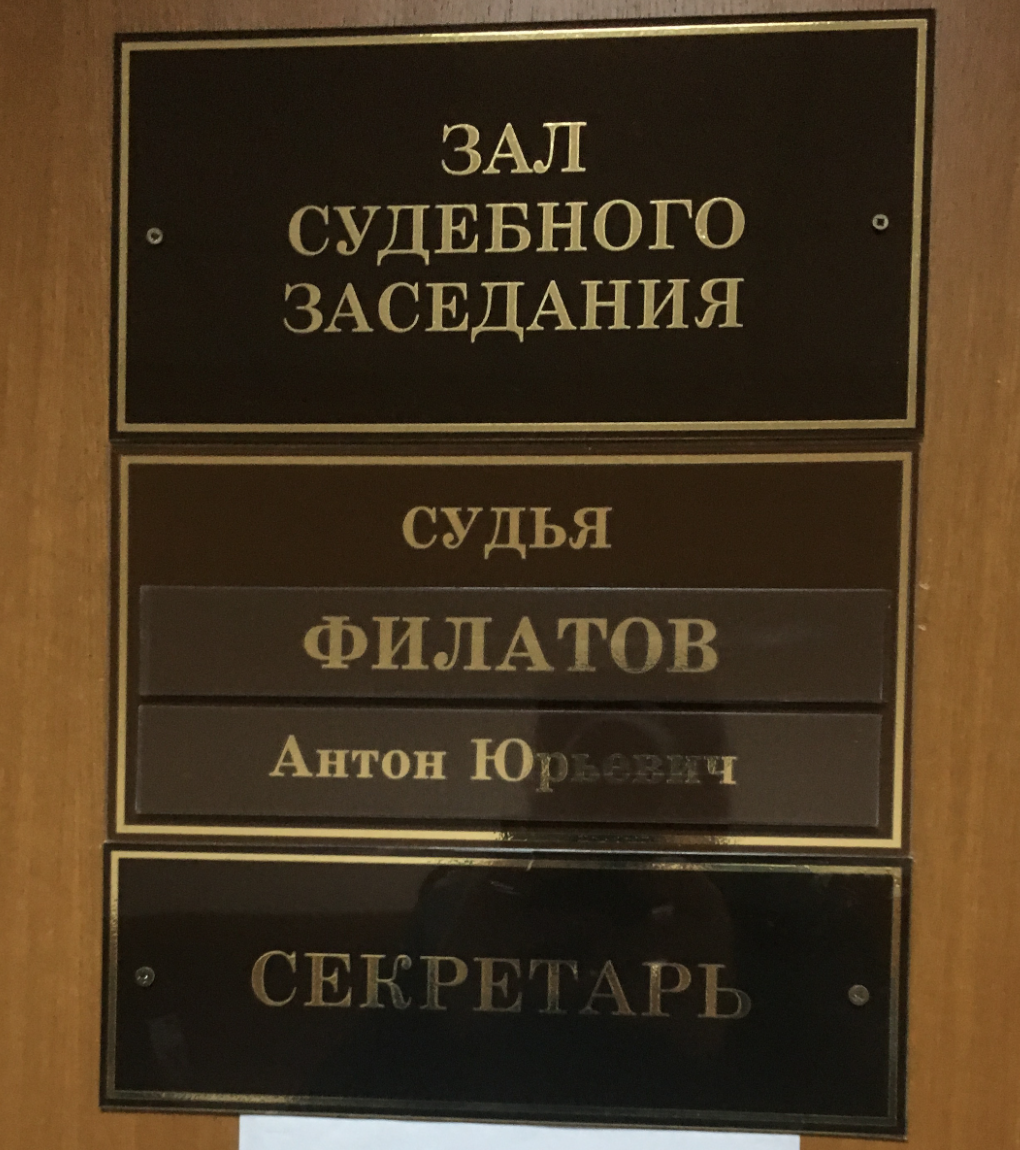 ЗАЛ
СУДЕБНОГО
ЗАСЕДАНИЯ
СУДЬЯ
ФИЛАТОВ
Антон Юрьевич
СЕКРЕТАРЬ